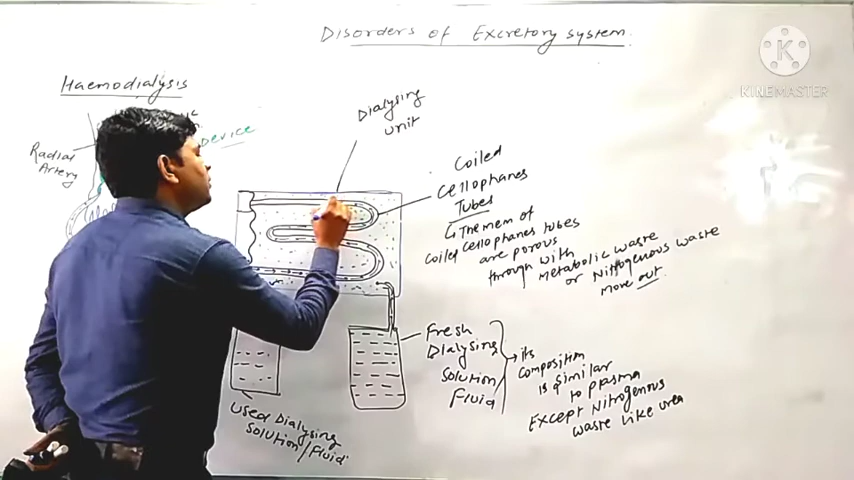 Disorders of Excretory system.
K
KINEMASTER
Haemodialysis
Device
Radial
Artery
Dialysing
unit
Coiled
Cellophanes
Tubes
The mem of
Coiled cellophanes tubes
are porous
through with
metabolic waste
or Nitrogenous waste
move out.
Fresh
Dialysing
Solution
Fluid
its
composition
is similar
to plasma
Except Nitrogenous
waste like urea
Used Dialysing
Solution/Fluid